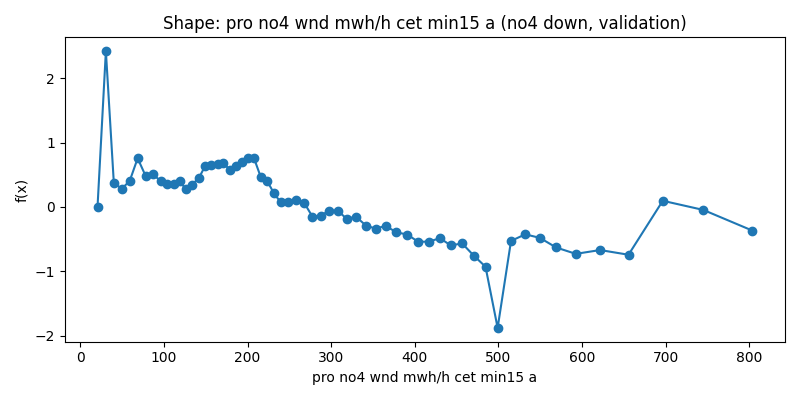 Shape: pro no4 wnd mwh/h cet min15 a (no4 down, validation)
f(x)
2
1
0
−1
−2
0 100 200 300 400 500 600 700 800
pro no4 wnd mwh/h cet min15 a